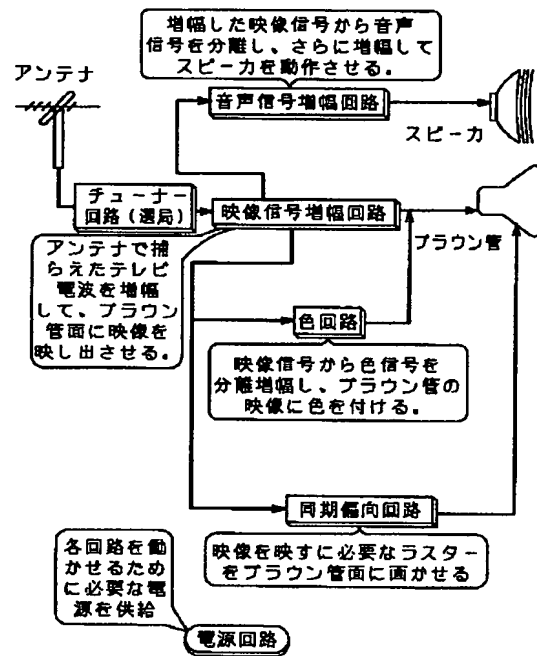 増幅した映像信号から音声
信号を分離し、さらに増幅して
スピーカを動作させる。
アンテナ
音声信号増幅回路
スピーカ
チューナー
回路(選局)
映像信号増幅回路
ブラウン管
アンテナで捕
らえたテレビ
電波を増幅
して、ブラウ
ン管面に映像を
映し出させる。
色回路
映像信号から色信号を
分離増幅し、ブラウン管の
映像に色を付ける。
同期偏向回路
映像を映すに必要なラスター
をブラウン管面に画かせる
各回路を働
かせるため
に必要な電
源を供給
電源回路